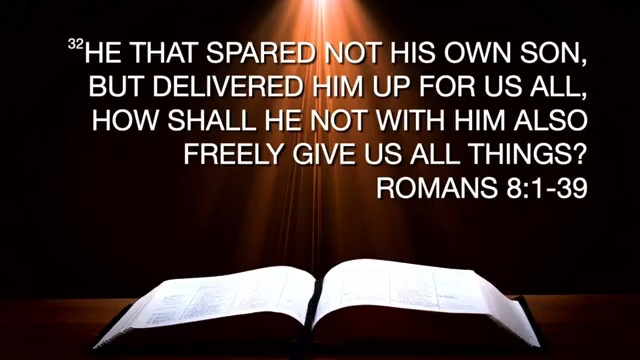 32HE THAT SPARED NOT HIS OWN SON,
BUT DELIVERED HIM UP FOR US ALL,
HOW SHALL HE NOT WITH HIM ALSO
FREELY GIVE US ALL THINGS?
ROMANS 8:1-39